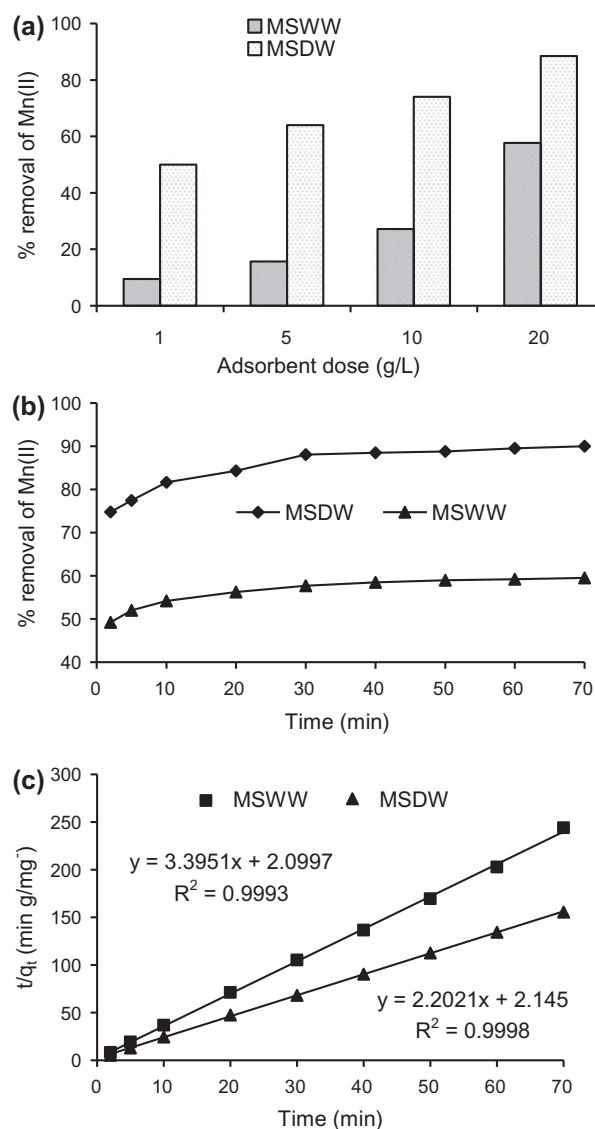 (a)
MSWW
MSDW
100
80
60
40
20
0
% removal of Mn(II)
1 5 10 20
Adsorbent dose (g/L)
(b)
100
90
80
70
60
50
40
% removal of Mn(II)
MSDW MSWW
0 10 20 30 40 50 60 70
Time (min)
(c)
300
250
200
150
100
50
0
t/qt (min g/mg-)
MSWW MSDW
y = 3.3951x + 2.0997
R² = 0.9993
y = 2.2021x + 2.145
R² = 0.9998
0 10 20 30 40 50 60 70
Time (min)